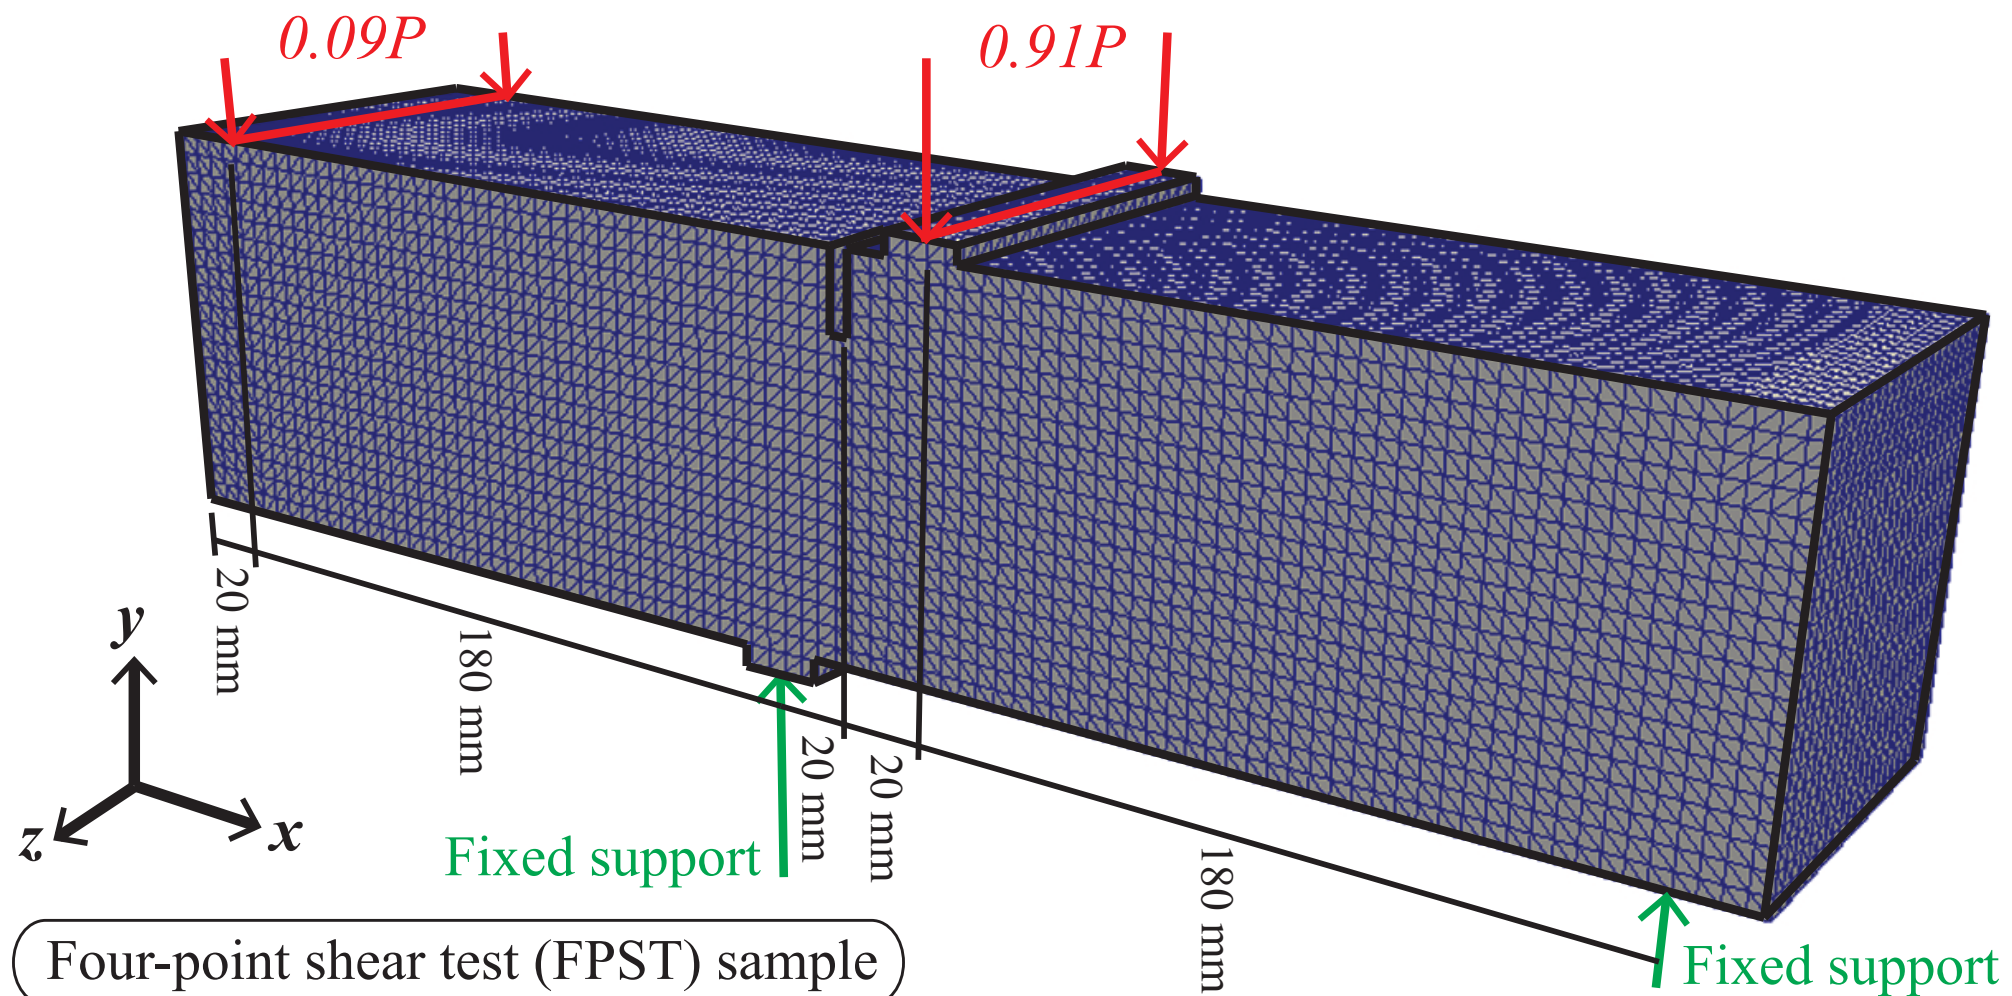 0.09P
0.91P
20 mm
180 mm
20 mm
20 mm
180 mm
y
x
z
Fixed support
Fixed support
Four-point shear test (FPST) sample